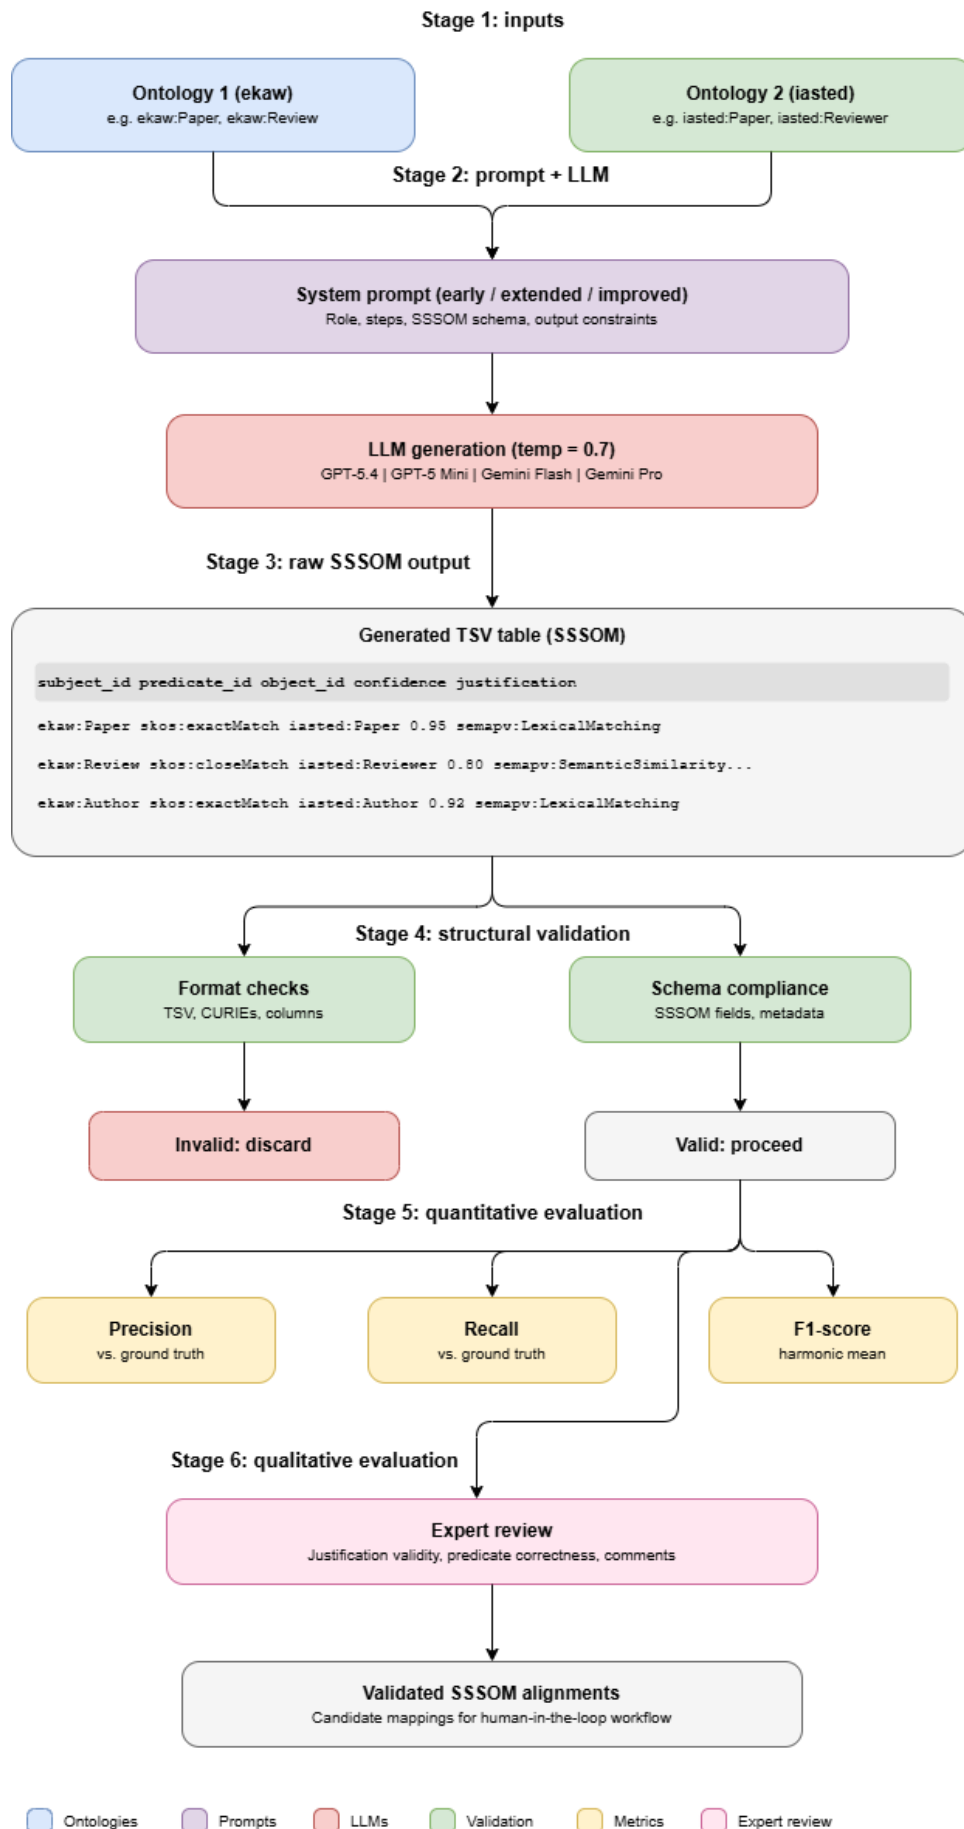 Stage 1: inputs
Ontology 1 (ekaw)
e.g. ekaw:Paper, ekaw:Review
Ontology 2 (iasted)
e.g. iasted:Paper, iasted:Reviewer
Stage 2: prompt + LLM
System prompt (early / extended / improved)
Role, steps, SSSOM schema, output constraints
LLM generation (temp = 0.7)
GPT-5.4 | GPT-5 Mini | Gemini Flash | Gemini Pro
Stage 3: raw SSSOM output
Generated TSV table (SSSOM)
subject_id predicate_id object_id confidence justification
ekaw:Paper skos:exactMatch iasted:Paper 0.95 semapv:LexicalMatching
ekaw:Review skos:closeMatch iasted:Reviewer 0.80 semapv:SemanticSimilarity...
ekaw:Author skos:exactMatch iasted:Author 0.92 semapv:LexicalMatching
Stage 4: structural validation
Format checks
TSV, CURIEs, columns
Schema compliance
SSSOM fields, metadata
Invalid: discard
Valid: proceed
Stage 5: quantitative evaluation
Precision
vs. ground truth
Recall
vs. ground truth
F1-score
harmonic mean
Stage 6: qualitative evaluation
Expert review
Justification validity, predicate correctness, comments
Validated SSSOM alignments
Candidate mappings for human-in-the-loop workflow
Ontologies
Prompts
LLMs
Validation
Metrics
Expert review